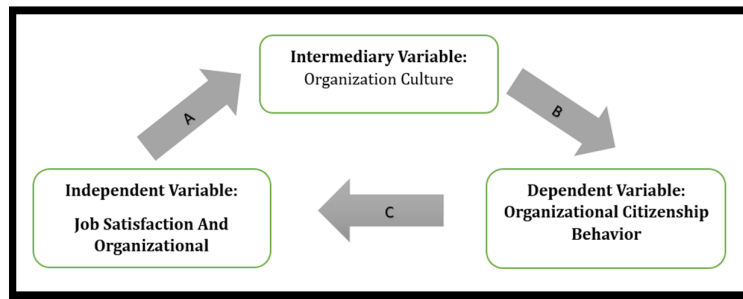 Intermediary Variable:
Organization Culture
A
B
Independent Variable:
Job Satisfaction And
Organizational
C
Dependent Variable:
Organizational Citizenship
Behavior